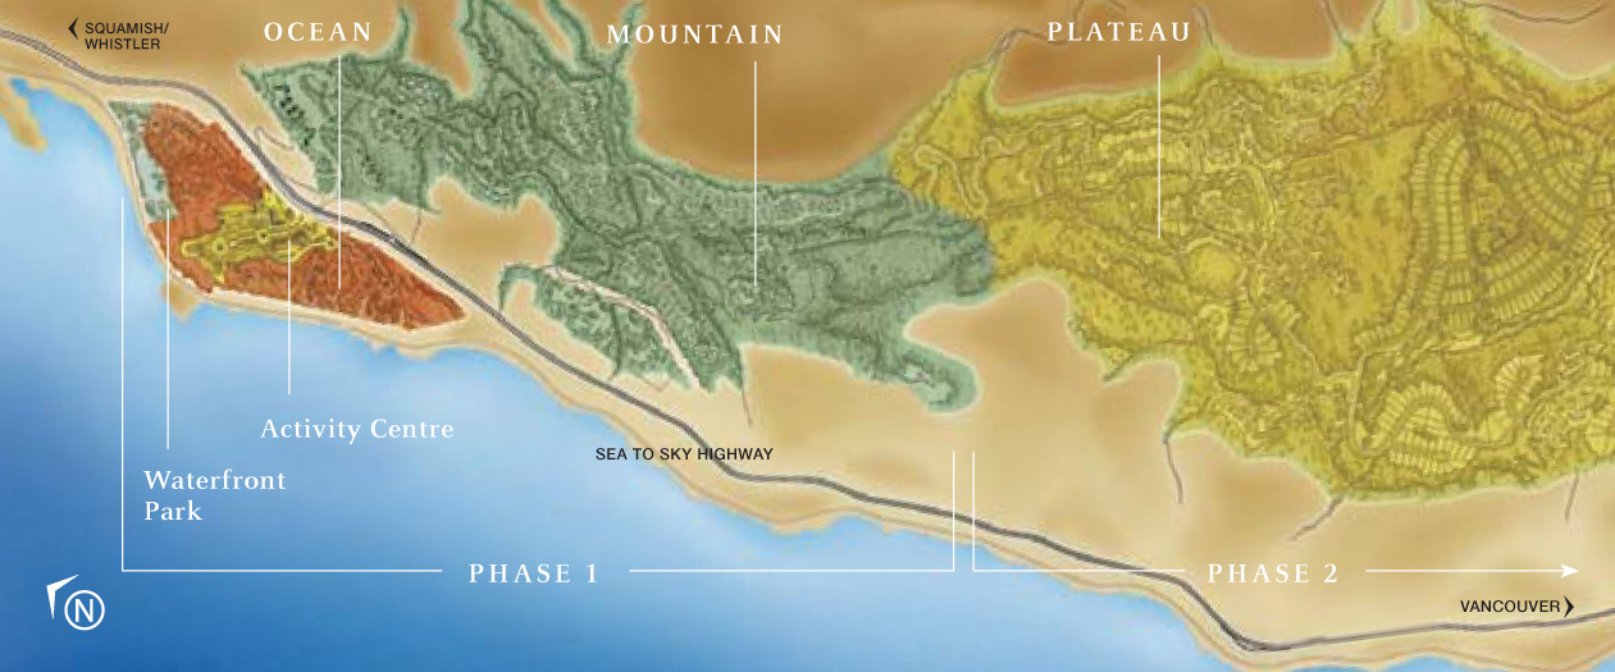 SQUAMISH/
WHISTLER
OCEAN
MOUNTAIN
PLATEAU
Activity Centre
SEA TO SKY HIGHWAY
Waterfront
Park
PHASE 1
PHASE 2
N
VANCOUVER